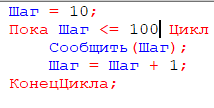 Шаг = 10;
Пока Шаг <= 100 Цикл
Сообщить(Шаг);
Шаг = Шаг + 1;
КонецЦикла;